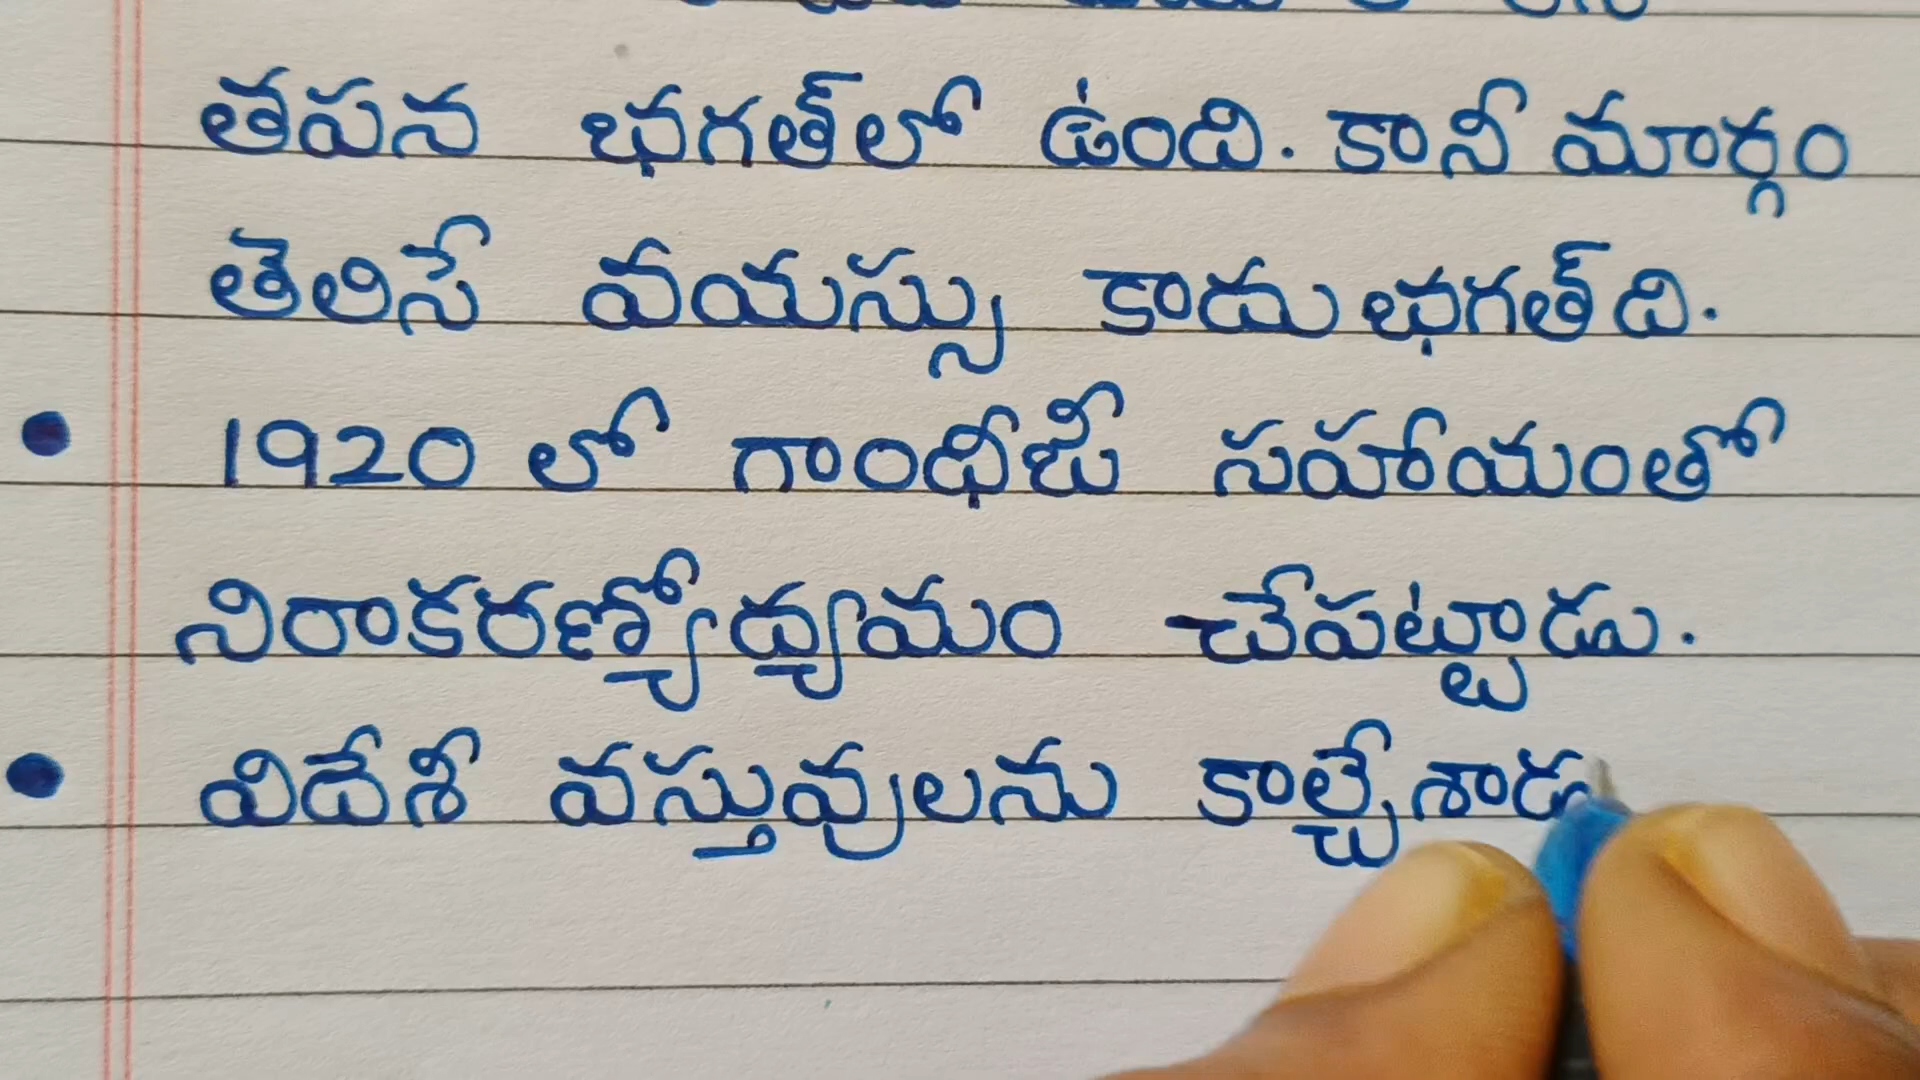 తపన భగత్‌లో ఉంది. కానీ మార్గం
తెలిసే వయస్సు కాదు భగత్ ది.
• 1920 లో గాంధీజీ సహాయంతో
నిరాకరణ్యోద్యమం చేపట్టాడు.
• విదేశీ వస్తువులను కాల్చేశాడు